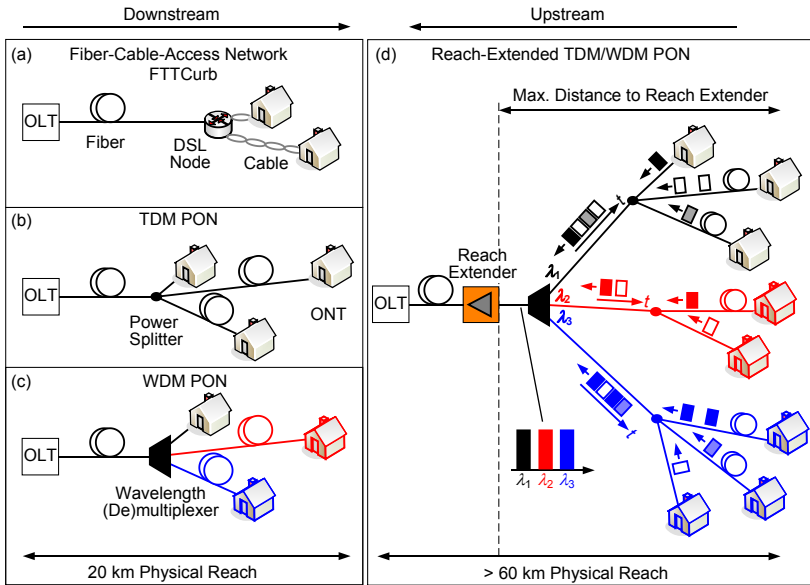 Downstream
Upstream
(a) Fiber-Cable-Access Network
FTTCurb
OLT
Fiber
DSL
Node
Cable
(b) TDM PON
OLT
Power
Splitter
ONT
(c) WDM PON
OLT
Wavelength
(De)multiplexer
20 km Physical Reach
(d) Reach-Extended TDM/WDM PON
Max. Distance to Reach Extender
t
Reach
Extender
λ1
OLT
λ2
t
λ3
t
λ1 λ2 λ3
> 60 km Physical Reach